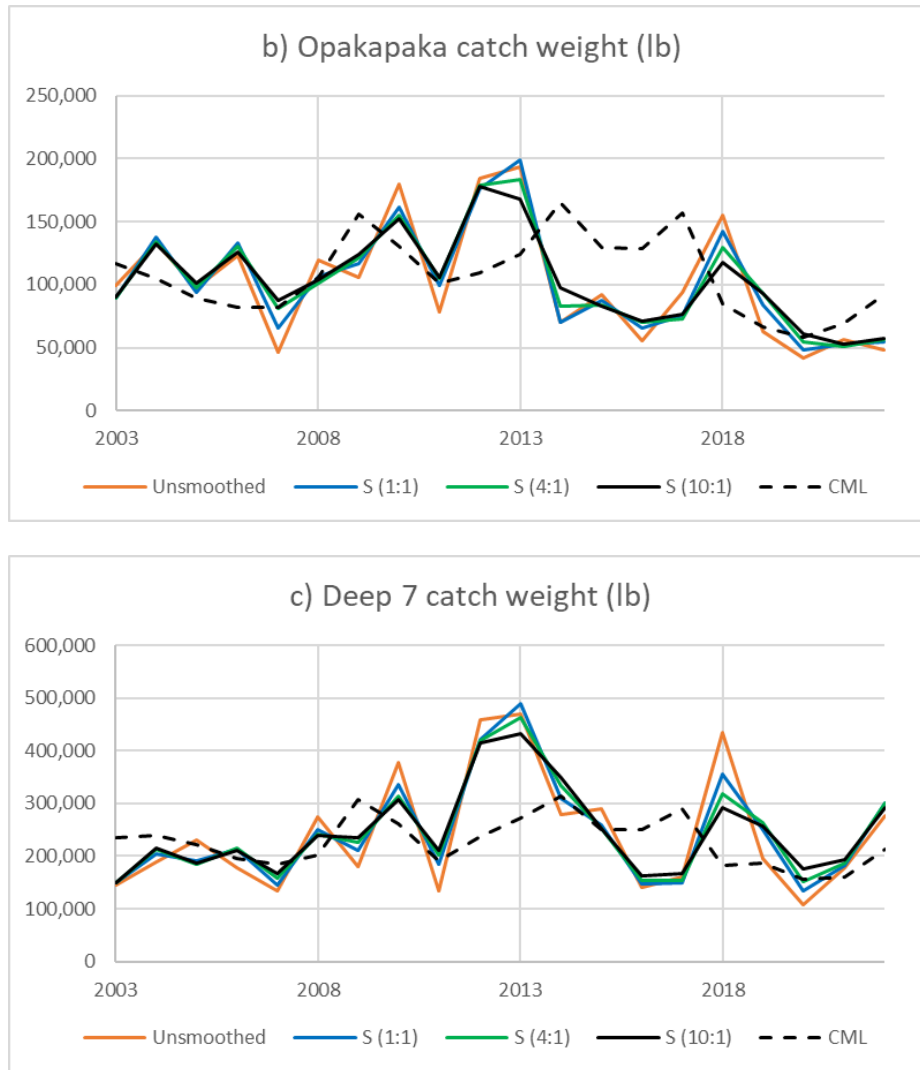 b) Opakapaka catch weight (lb)
250,000
200,000
150,000
100,000
50,000
0
2003 2008 2013 2018
Unsmoothed S (1:1) S (4:1) S (10:1) CML
c) Deep 7 catch weight (lb)
600,000
500,000
400,000
300,000
200,000
100,000
0
2003 2008 2013 2018
Unsmoothed S (1:1) S (4:1) S (10:1) CML